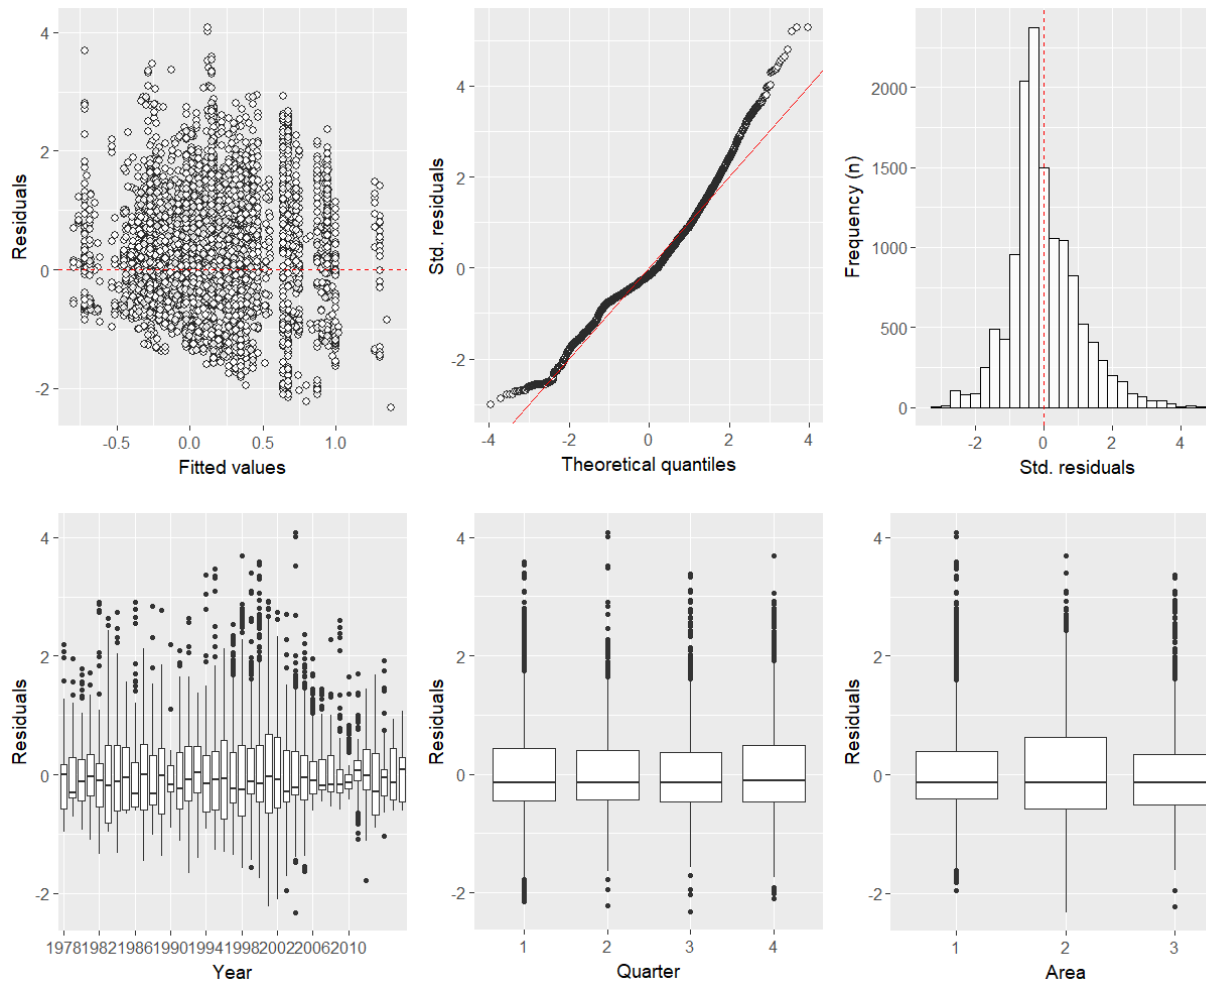 4
2
0
-2
Residuals
-0.5 0.0 0.5 1.0
Fitted values
4
2
0
-2
Std. residuals
-4 -2 0 2 4
Theoretical quantiles
2000
1500
1000
500
0
Frequency (n)
-2 0 2 4
Std. residuals
4
2
0
-2
Residuals
197819821986199019941998200220062010
Year
4
2
0
-2
Residuals
1 2 3 4
Quarter
4
2
0
-2
Residuals
1 2 3
Area